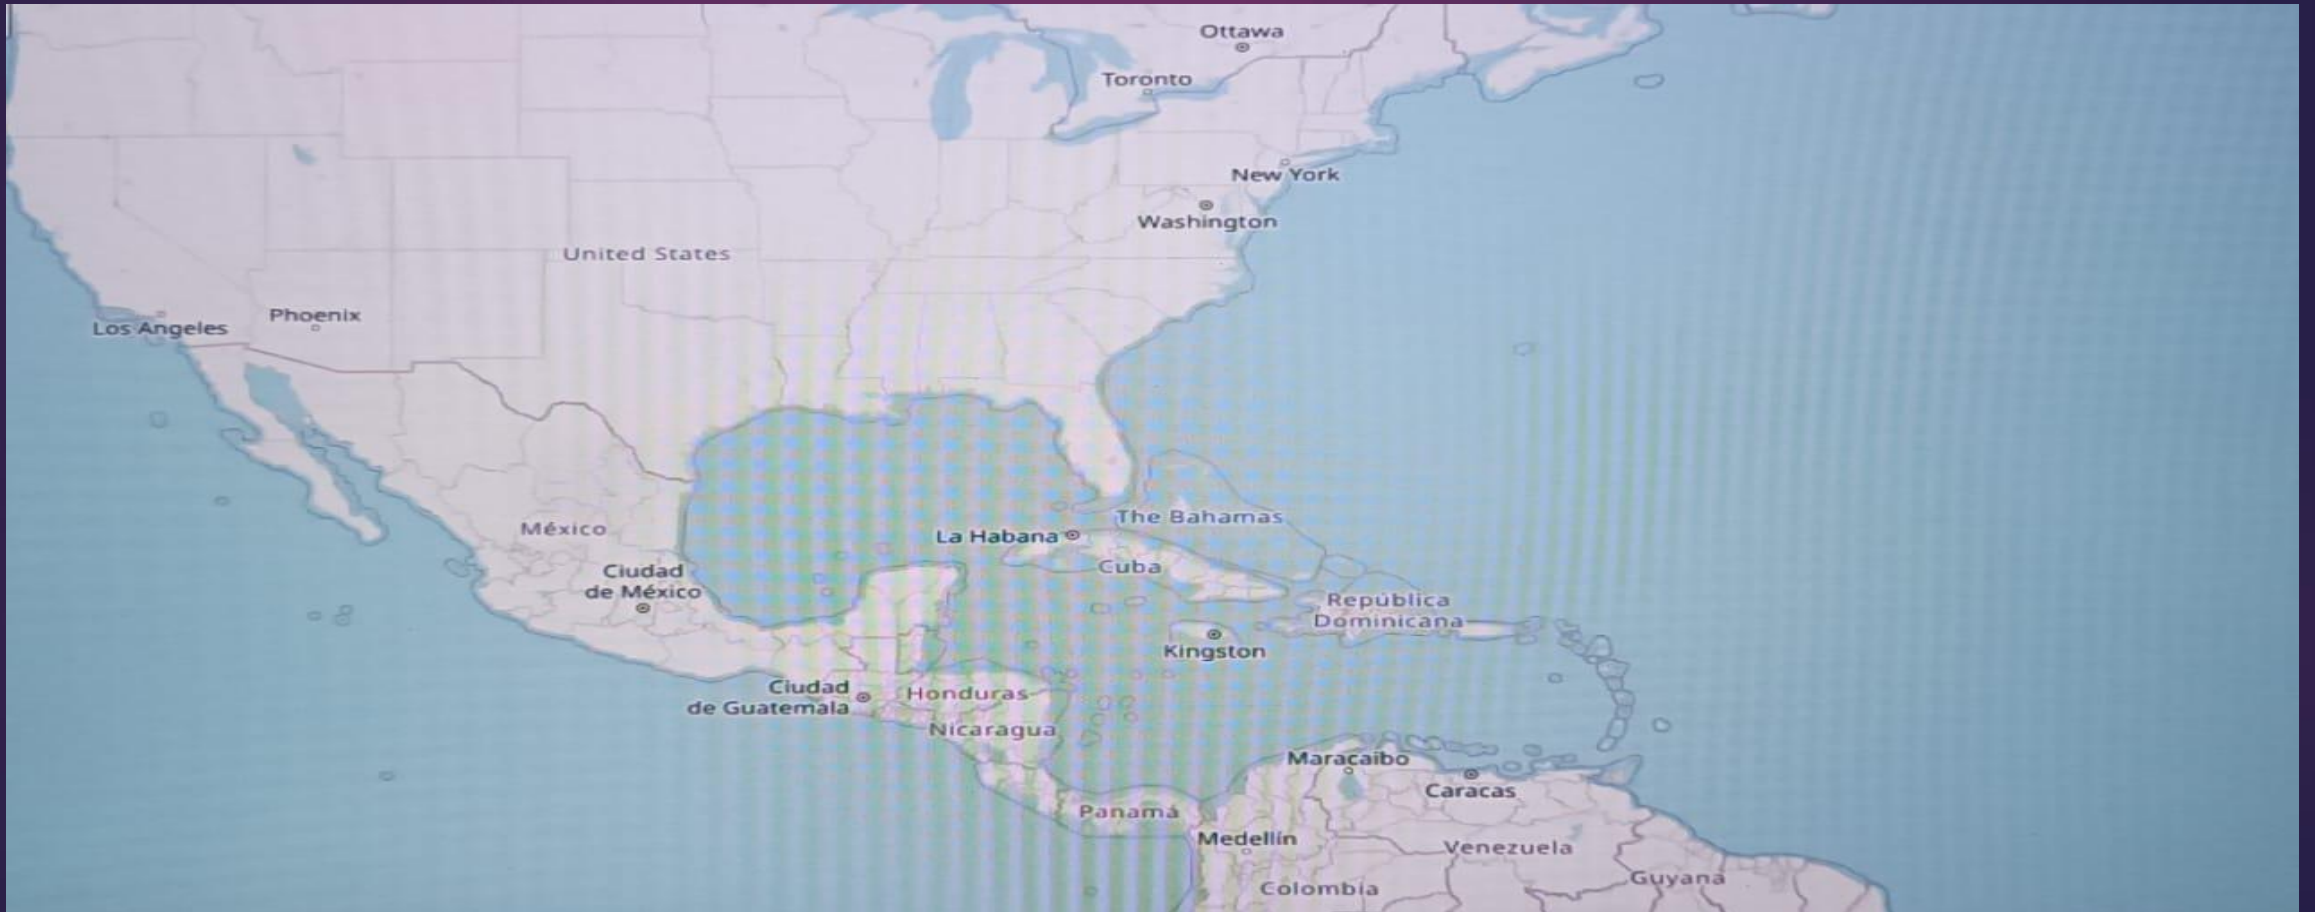 Ottawa
Toronto
New York
Washington
United States
Los Angeles
Phoenix
México
The Bahamas
La Habana
Cuba
Ciudad
de México
República
Dominicana
Kingston
Ciudad
de Guatemala
Honduras
Nicaragua
Maracaibo
Caracas
Panamá
Medellín
Venezuela
Guyana
Colombia